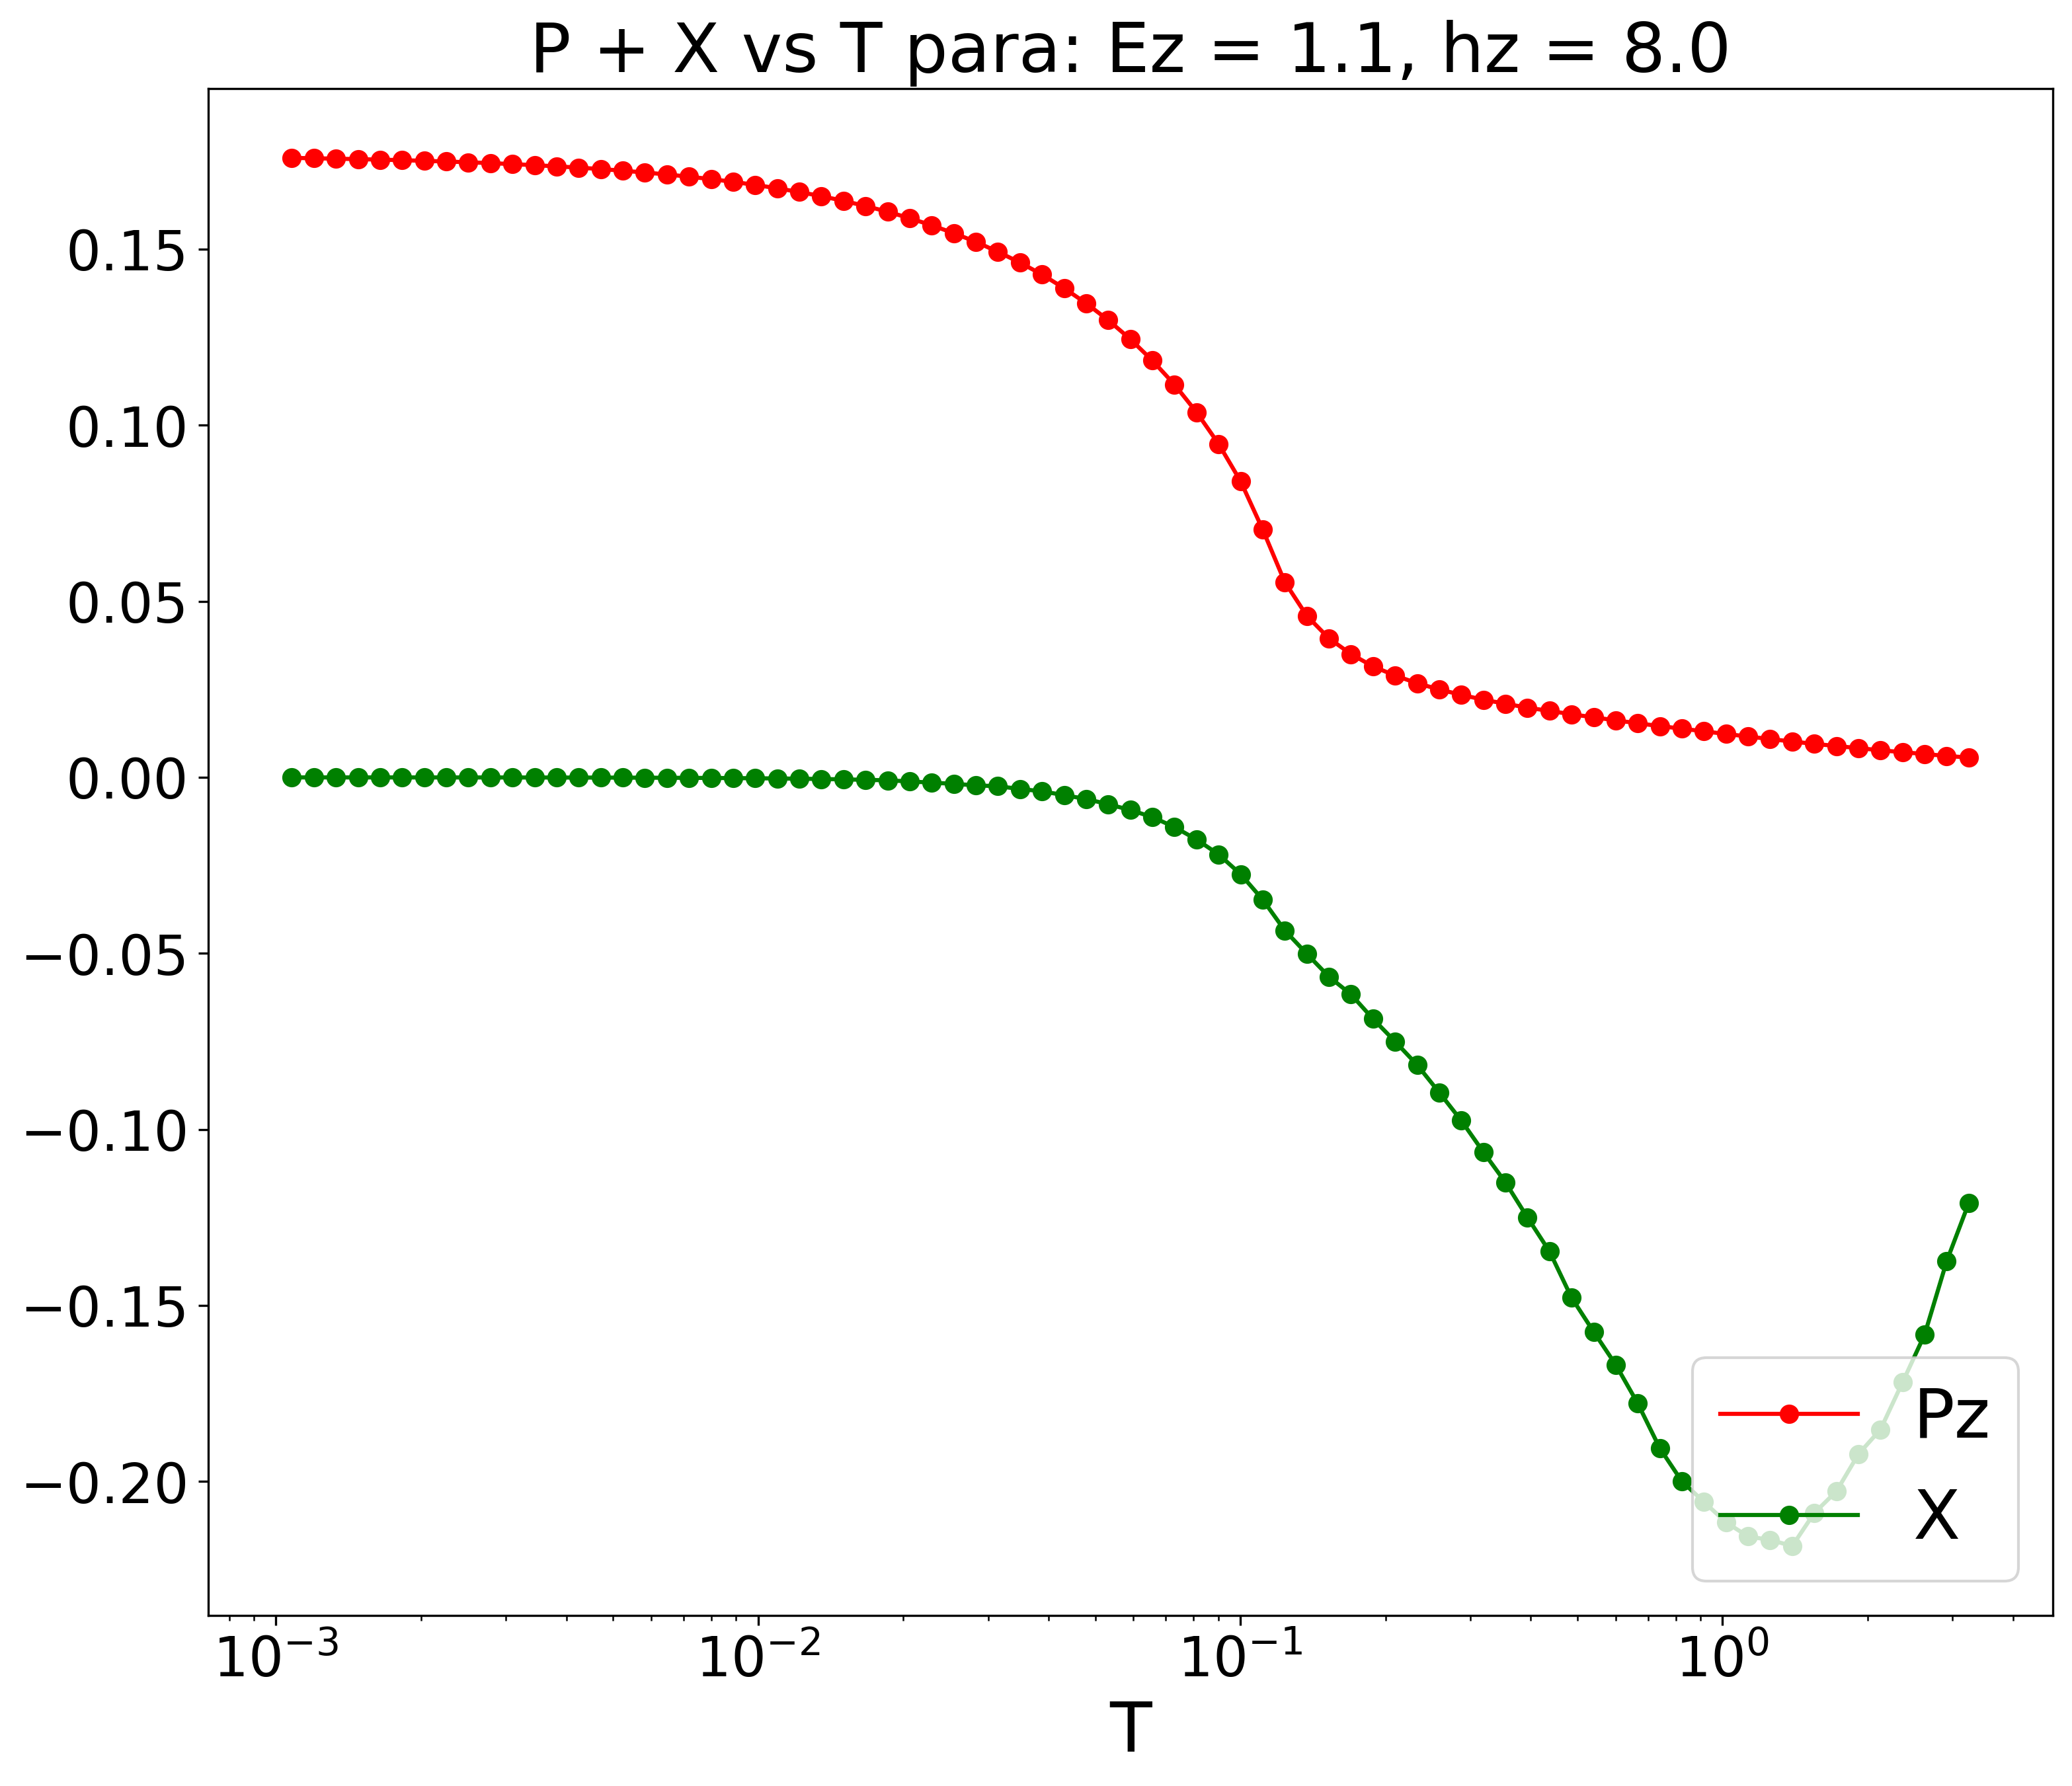 P + X vs T para: Ez = 1.1, hz = 8.0
0.15
0.10
0.05
0.00
−0.05
−0.10
−0.15
−0.20
Pz
X
10⁻³ 10⁻² 10⁻¹ 10⁰
T